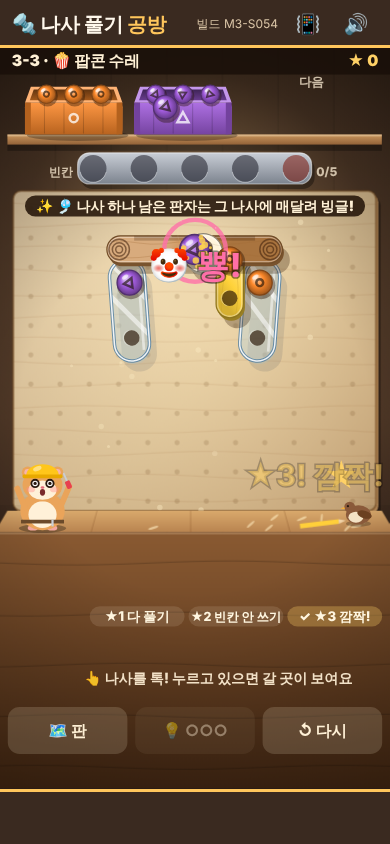 나사 풀기 공방
빌드 M3-S054
3-3 · 팝콘 수레
★ 0
다음
빈칸
0/5
나사 하나 남은 판자는 그 나사에 매달려 빙글!
뿅!
★3! 깜짝!
★1 다 풀기
★2 빈칸 안 쓰기
✓ ★3 깜짝!
나사를 톡! 누르고 있으면 갈 곳이 보여요
판
다시